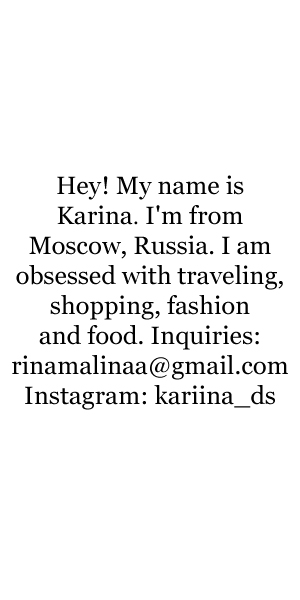 Hey! My name is
Karina. I'm from
Moscow, Russia. I am
obsessed with traveling,
shopping, fashion
and food. Inquiries:
rinamalinaa@gmail.com
Instagram: kariina_ds